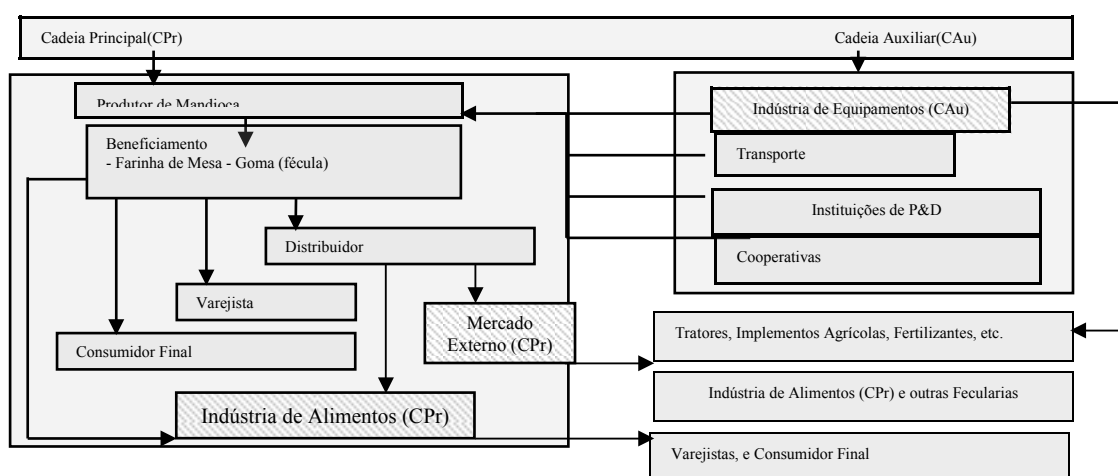 Cadeia Principal(CPr)
Cadeia Auxiliar(CAu)
Produtor de Mandioca
Beneficiamento
- Farinha de Mesa - Goma (fécula)
Distribuidor
Varejista
Consumidor Final
Mercado
Externo (CPr)
Indústria de Alimentos (CPr)
Indústria de Equipamentos (CAu)
Transporte
Instituições de P&D
Cooperativas
Tratores, Implementos Agrícolas, Fertilizantes, etc.
Indústria de Alimentos (CPr) e outras Fecularias
Varejistas, e Consumidor Final